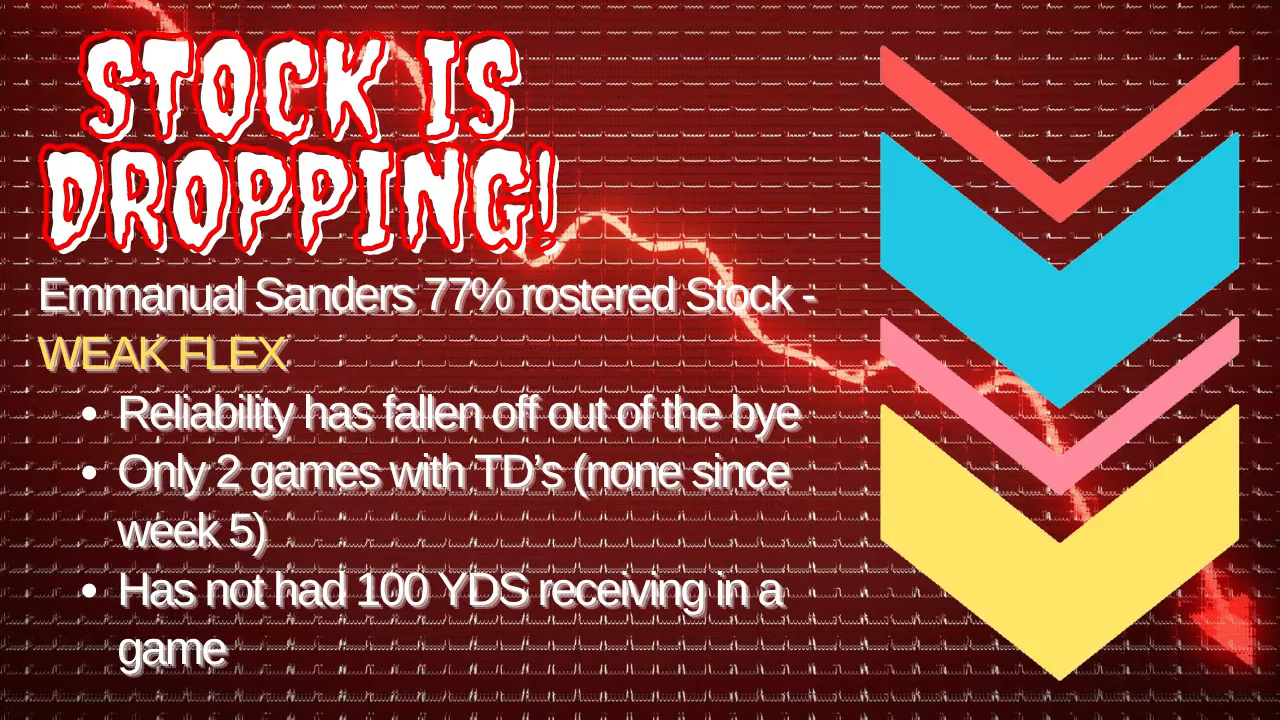 STOCK IS
DROPPING!
Emmanual Sanders 77% rostered Stock -
WEAK FLEX
• Reliability has fallen off out of the bye
• Only 2 games with TD's (none since
week 5)
• Has not had 100 YDS receiving in a
game